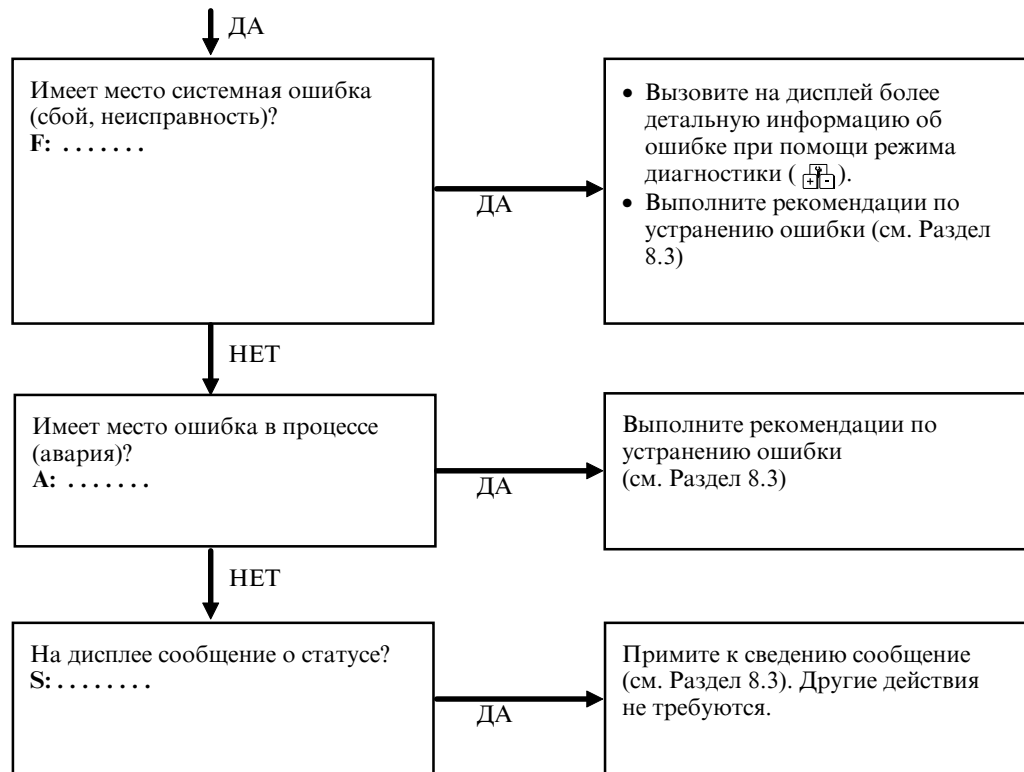 ДА
Имеет место системная ошибка
(сбой, неисправность)?
F: . . . . . . .
ДА
• Вызовите на дисплей более
детальную информацию об
ошибке при помощи режима
диагностики ( + - ).
• Выполните рекомендации по
устранению ошибки (см. Раздел
8.3)
НЕТ
Имеет место ошибка в процессе
(авария)?
A: . . . . . . .
ДА
Выполните рекомендации по
устранению ошибки
(см. Раздел 8.3)
НЕТ
На дисплее сообщение о статусе?
S: . . . . . . . .
ДА
Примите к сведению сообщение
(см. Раздел 8.3). Другие действия
не требуются.